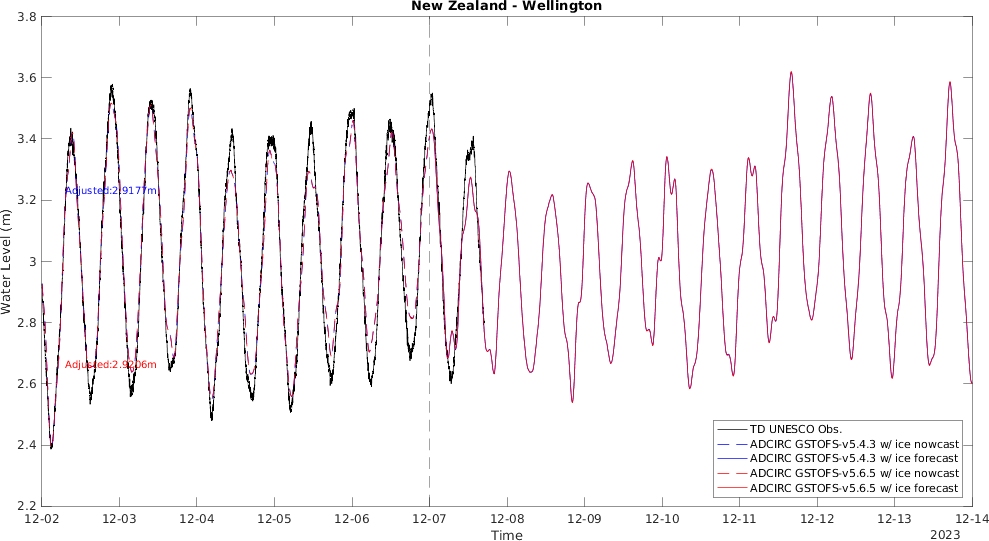 New Zealand - Wellington
3.8
3.6
3.4
3.2
3
2.8
2.6
2.4
2.2
Water Level (m)
Adjusted:2.9177m
Adjusted:2.9206m
TD UNESCO Obs.
ADCIRC GSTOFS-v5.4.3 w/ ice nowcast
ADCIRC GSTOFS-v5.4.3 w/ ice forecast
ADCIRC GSTOFS-v5.6.5 w/ ice nowcast
ADCIRC GSTOFS-v5.6.5 w/ ice forecast
12-02 12-03 12-04 12-05 12-06 12-07 12-08 12-09 12-10 12-11 12-12 12-13 12-14
Time
2023